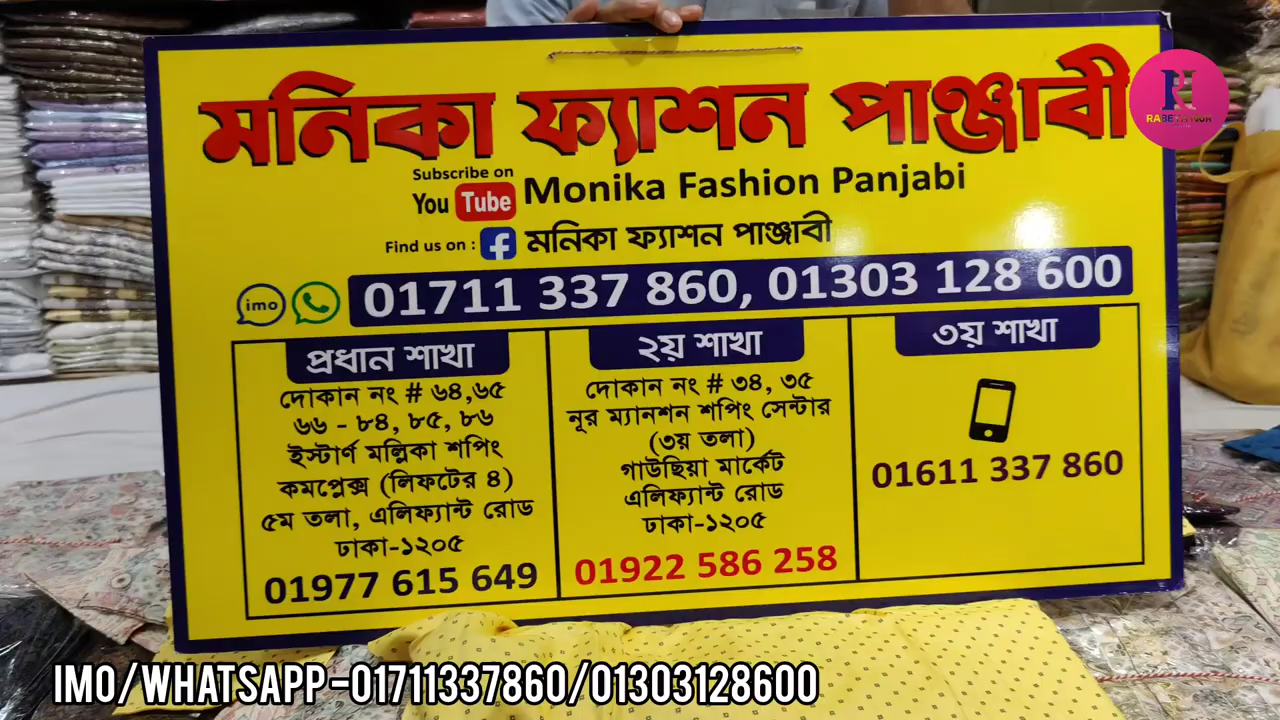 মনিকা ফ্যাশন পাঞ্জাবী
Subscribe on
YouTube Monika Fashion Panjabi
Find us on : f মনিকা ফ্যাশন পাঞ্জাবী
imo 01711 337 860, 01303 128 600
প্রধান শাখা
দোকান নং # ৬৪,৬৫
৬৬ - ৮৪, ৮৫, ৮৬
ইস্টার্ণ মল্লিকা শপিং
কমপ্লেক্স (লিফটের ৪)
৫ম তলা, এলিফ্যান্ট রোড
ঢাকা-১২০৫
01977 615 649
২য় শাখা
দোকান নং # ৩৪, ৩৫
নূর ম্যানশন শপিং সেন্টার
(৩য় তলা)
গাউছিয়া মার্কেট
এলিফ্যান্ট রোড
ঢাকা-১২০৫
01922 586 258
৩য় শাখা
01611 337 860
IMO/WHATSAPP-01711337860/01303128600